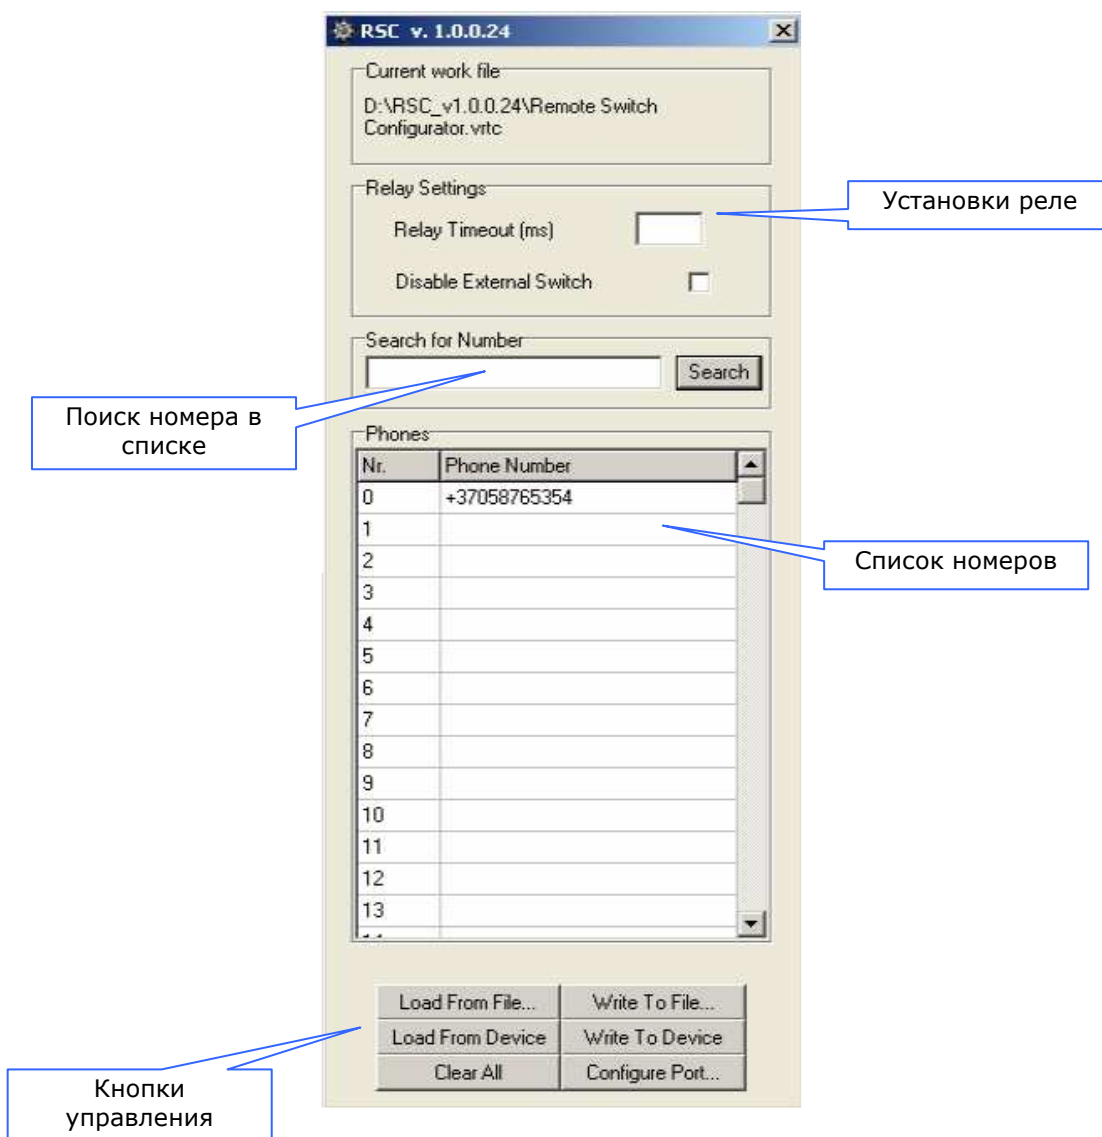 RSC v. 1.0.0.24
Current work file
D:\RSC_v1.0.0.24\Remote Switch
Configurator.vrtc
Relay Settings
Установки реле
Relay Timeout (ms)
Disable External Switch
Search for Number
Search
Поиск номера в
списке
Phones
Nr. Phone Number
0 +37058765354
1
2
Список номеров
3
4
5
6
7
8
9
10
11
12
13
Load From File... Write To File...
Load From Device Write To Device
Clear All Configure Port...
Кнопки
управления